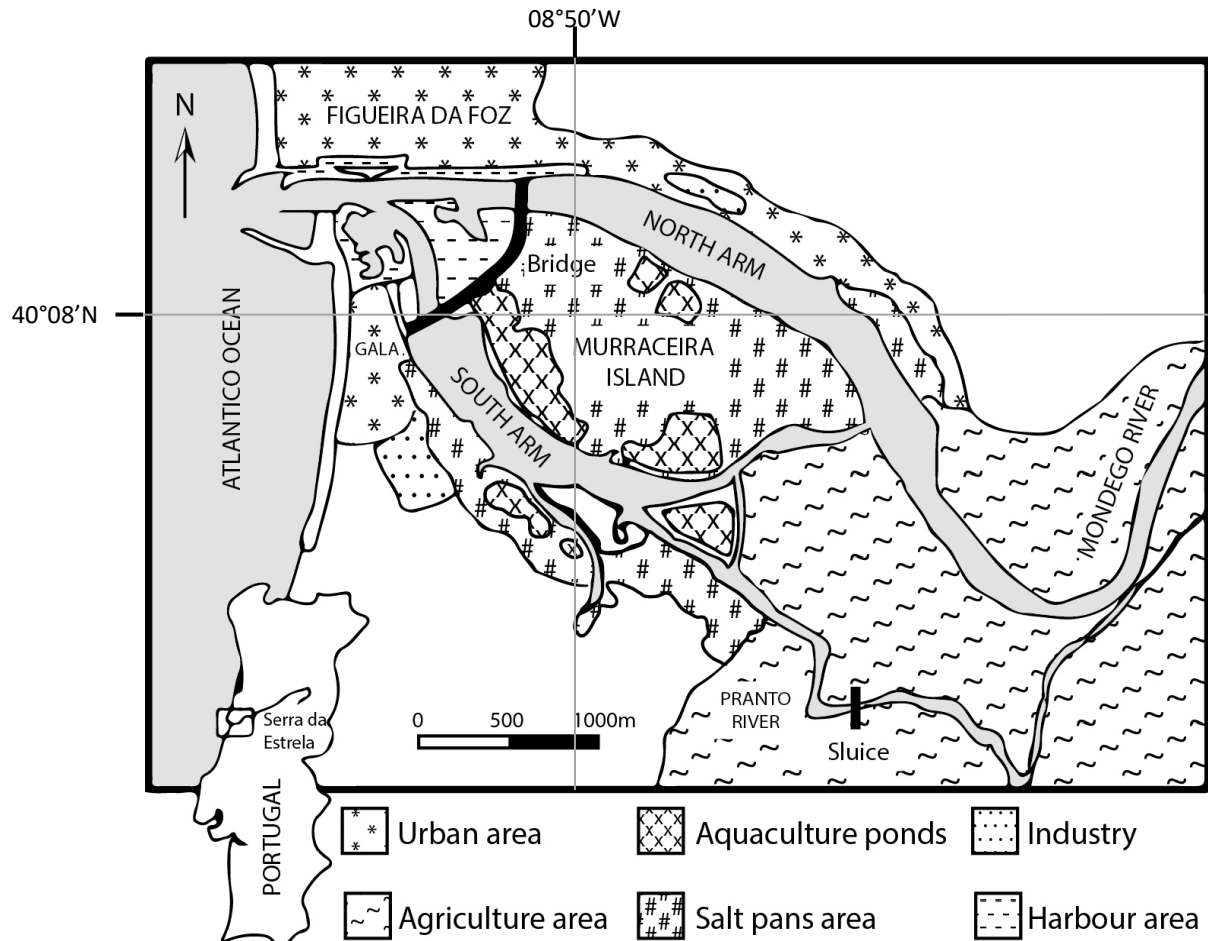 08°50’W
N
FIGUEIRA DA FOZ
NORTH ARM
Bridge
40°08’N
ATLANTICO OCEAN
GALA
MURRACEIRA
ISLAND
SOUTH ARM
MONDEGO RIVER
PRANTO
RIVER
Sluice
0 500 1000m
Serra da
Estrela
PORTUGAL
Urban area
Aquaculture ponds
Industry
Agriculture area
Salt pans area
Harbour area